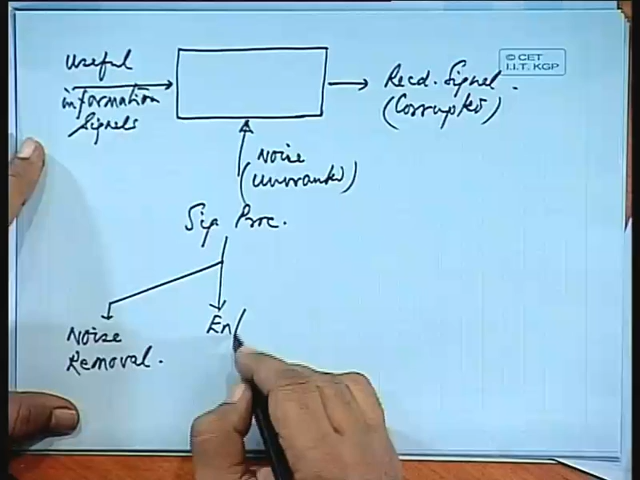 Useful
information
Signals
Recd. Signal.
(Corrupted)
© CET
I.I.T. KGP
Noise
(unwanted)
Sig Proc.
Noise
Removal.
En